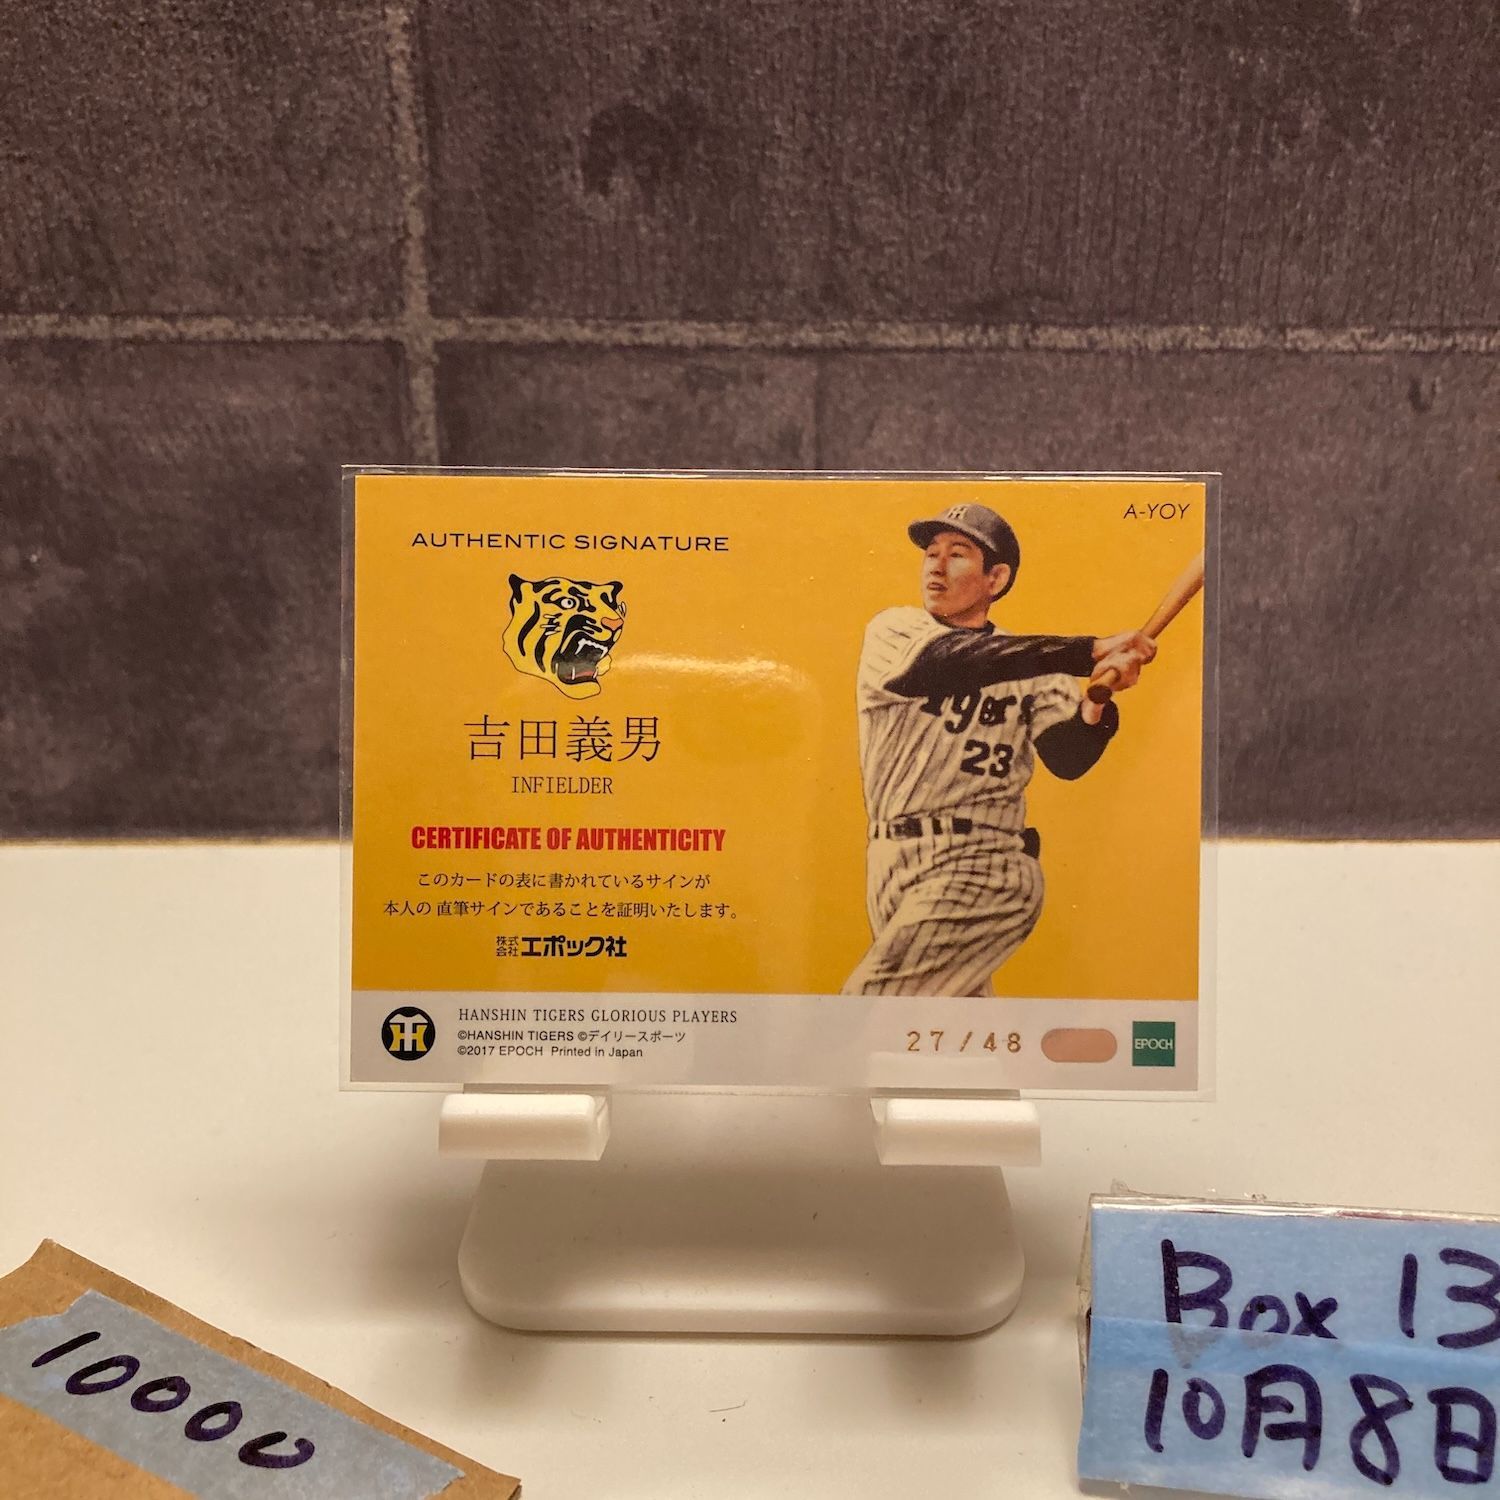 A-YOY
AUTHENTIC SIGNATURE
吉田義男
INFIELDER
CERTIFICATE OF AUTHENTICITY
このカードの表に書かれているサインが
本人の 直筆サインであることを証明いたします。
株式会社エポック社
Tigers
23
HANSHIN TIGERS GLORIOUS PLAYERS
©HANSHIN TIGERS ©デイリースポーツ
©2017 EPOCH Printed in Japan
27/48
EPOCH
10000
Box 13
10月8日